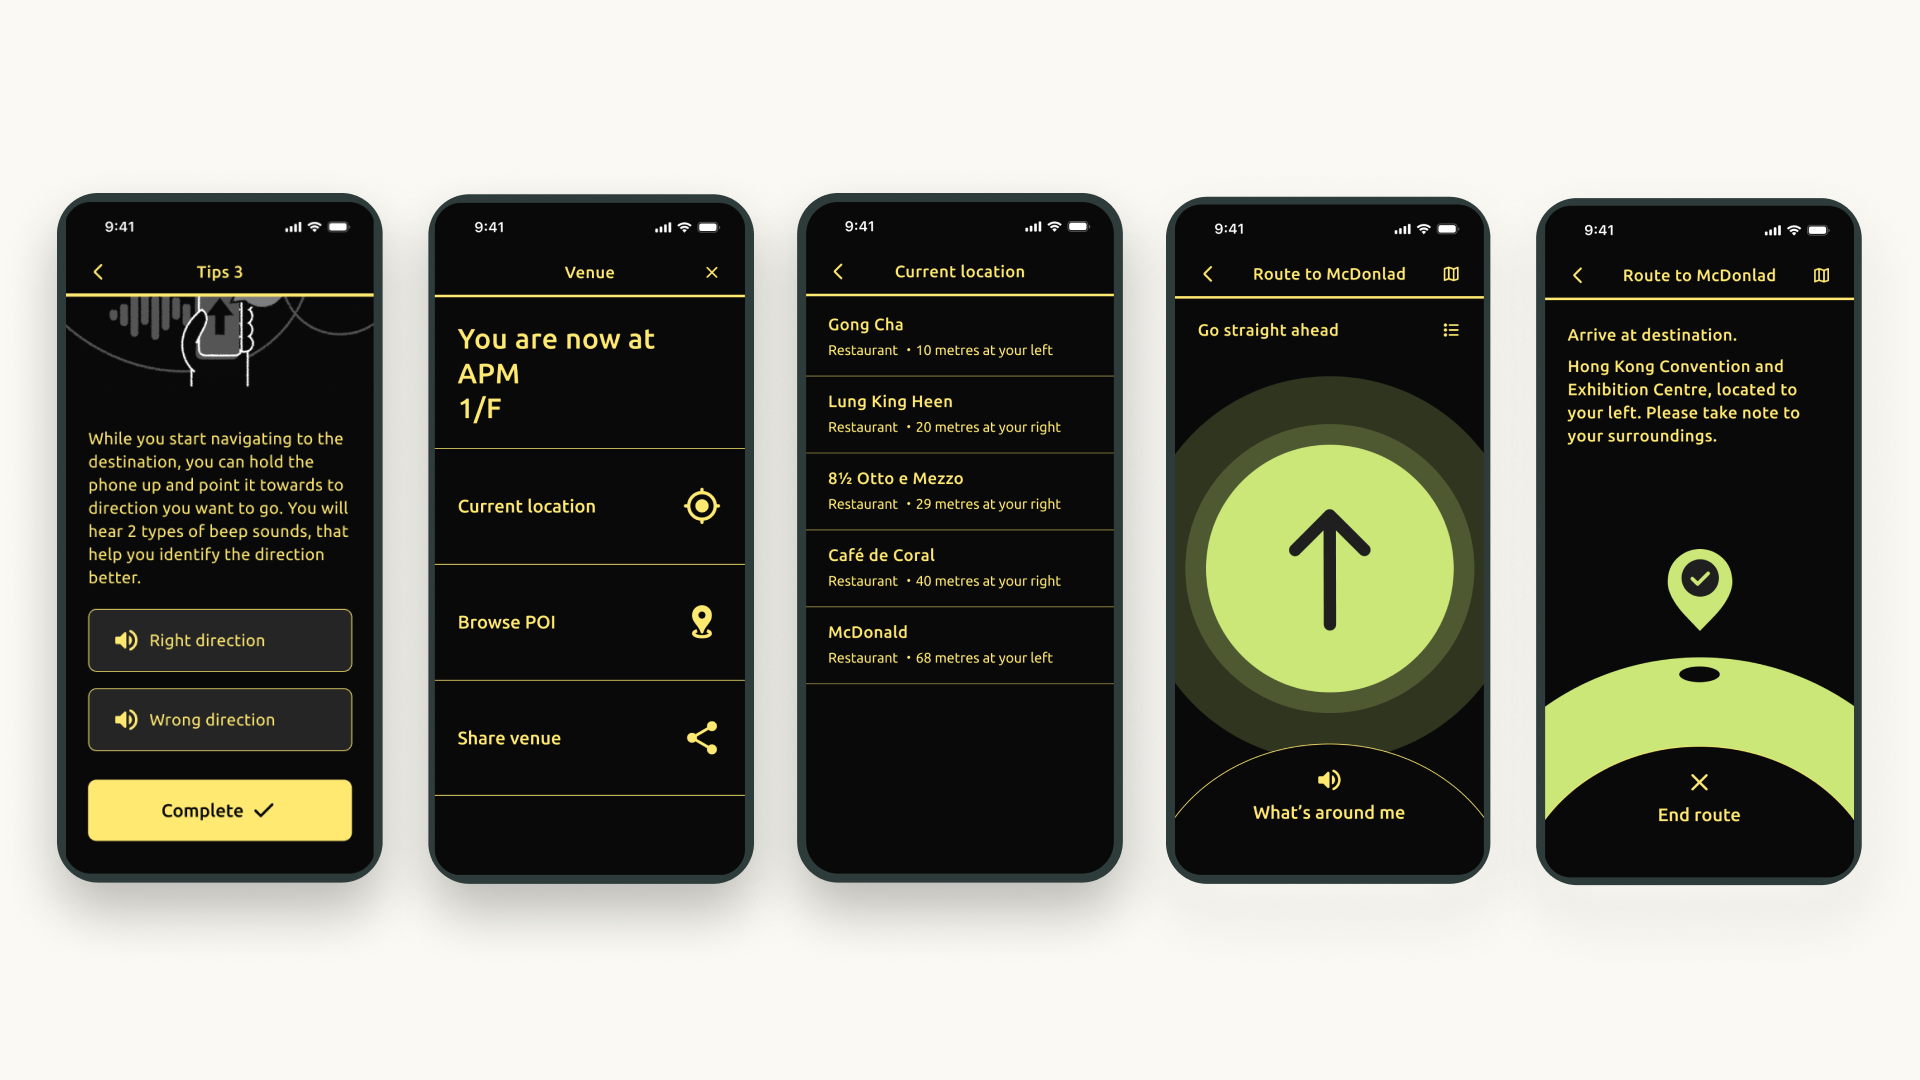 9:41
Tips 3
While you start navigating to the
destination, you can hold the
phone up and point it towards to
direction you want to go. You will
hear 2 types of beep sounds, that
help you identify the direction
better.
Right direction
Wrong direction
Complete
9:41
Venue
You are now at
APM
1/F
Current location
Browse POI
Share venue
9:41
Current location
Gong Cha
Restaurant • 10 metres at your left
Lung King Heen
Restaurant • 20 metres at your right
8½ Otto e Mezzo
Restaurant • 29 metres at your right
Café de Coral
Restaurant • 40 metres at your right
McDonald
Restaurant • 68 metres at your left
9:41
Route to McDonlad
Go straight ahead
What’s around me
9:41
Route to McDonlad
Arrive at destination.
Hong Kong Convention and
Exhibition Centre, located to
your left. Please take note to
your surroundings.
End route